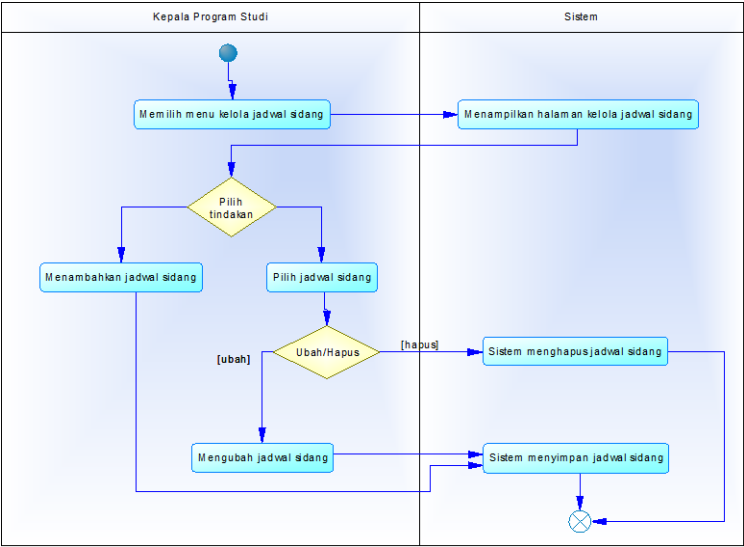 Kepala Program Studi
Sistem
Memilih menu kelola jadwal sidang
Menampilkan halaman kelola jadwal sidang
Pilih
tindakan
Menambahkan jadwal sidang
Pilih jadwal sidang
Ubah/Hapus
[hapus]
[ubah]
Sistem menghapus jadwal sidang
Mengubah jadwal sidang
Sistem menyimpan jadwal sidang